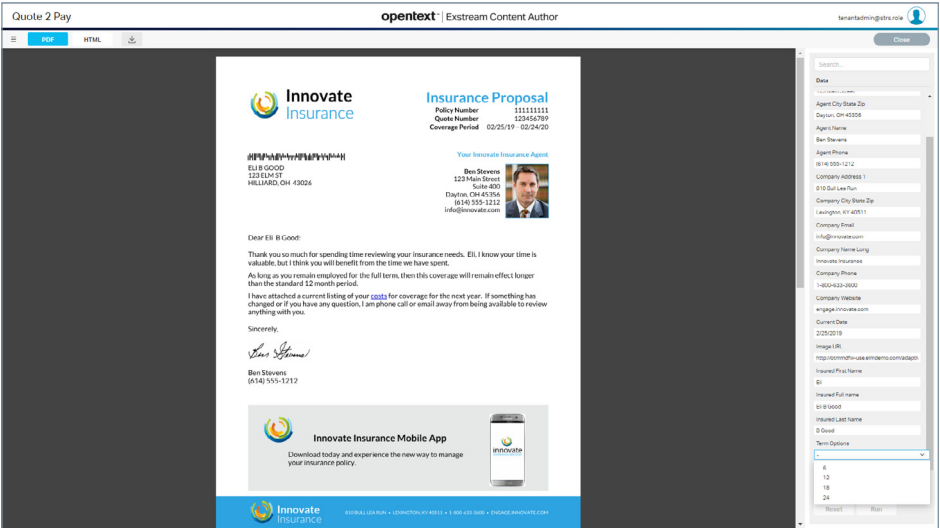 Quote 2 Pay
opentext™ | Exstream Content Author
tenantadmin@strs.role
PDF
HTML
Close
Innovate
Insurance
Insurance Proposal
Policy Number 111111111
Quote Number 123456789
Coverage Period 02/25/19 - 02/24/20
ELI B GOOD
123 ELM ST
HILLIARD, OH 43026
Your Innovate Insurance Agent
Ben Stevens
123 Main Street
Suite 400
Dayton, OH 45356
(614) 555-1212
info@innovate.com
Dear Eli B Good:
Thank you so much for spending time reviewing your insurance needs. Eli, I know your time is
valuable, but I think you will benefit from the time we have spent.
As long as you remain employed for the full term, then this coverage will remain effect longer
than the standard 12 month period.
I have attached a current listing of your costs for coverage for the next year. If something has
changed or if you have any question, I am phone call or email away from being available to review
anything with you.
Sincerely,
Ben Stevens
Ben Stevens
(614) 555-1212
Innovate Insurance Mobile App
Download today and experience the new way to manage
your insurance policy.
innovate
Innovate
Insurance
810 BULL LEA RUN • LEXINGTON, KY 40511 • 1-800-633-3600 • ENGAGE.INNOVATE.COM
Search...
Data
Agent City State Zip
Dayton, OH 45356
Agent Name
Ben Stevens
Agent Phone
(614) 555-1212
Company Address 1
810 Bull Lea Run
Company City State Zip
Lexington, KY 40511
Company Email
info@innovate.com
Company Name Long
Innovate Insurance
Company Phone
1-800-633-3600
Company Website
engage.innovate.com
Current Date
2/25/2019
Image URL
Insured First Name
Eli
Insured Full name
Eli B Good
Insured Last Name
B Good
Term Options
-
6
12
18
24
Reset
Run